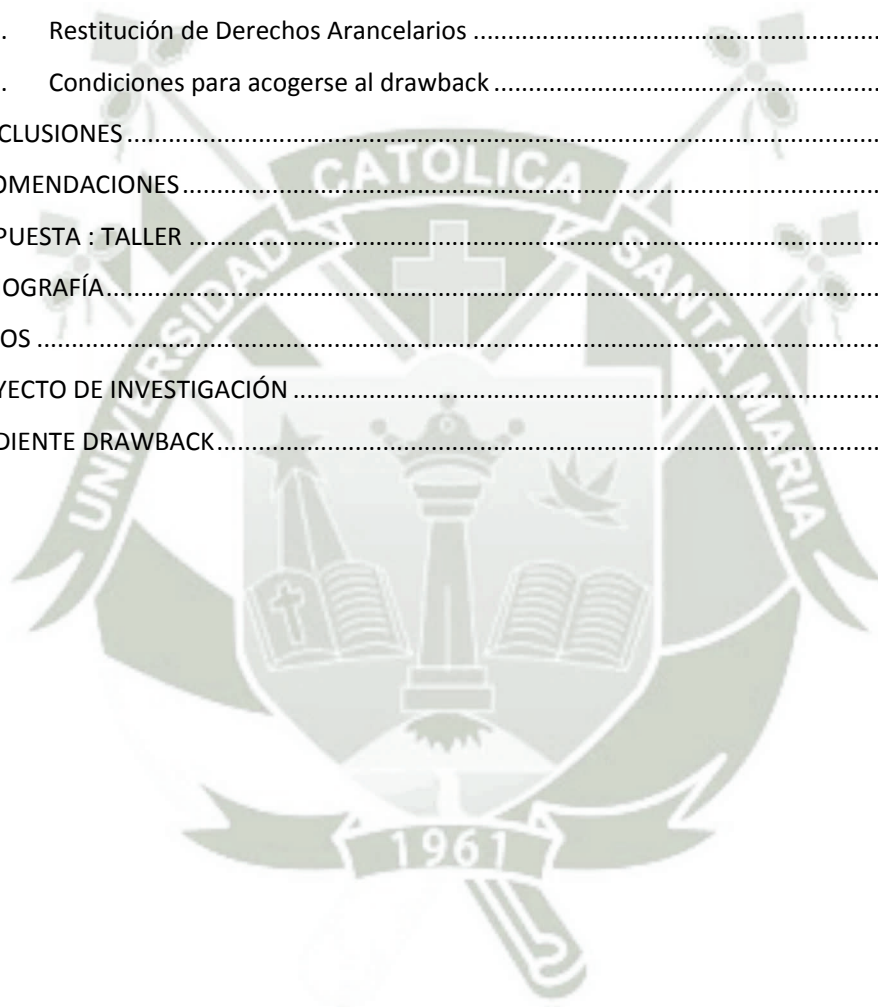 . Restitución de Derechos Arancelarios ........................................................
. Condiciones para acogerse al drawback ........................................................
CLUSIONES ........................................................
OMENDACIONES ........................................................
PUESTA : TALLER ........................................................
OGRAFÍA ........................................................
OS ........................................................
YECTO DE INVESTIGACIÓN ........................................................
DIENTE DRAWBACK ........................................................
UNIVERSIDAD CATOLICA SANTA MARIA
1961